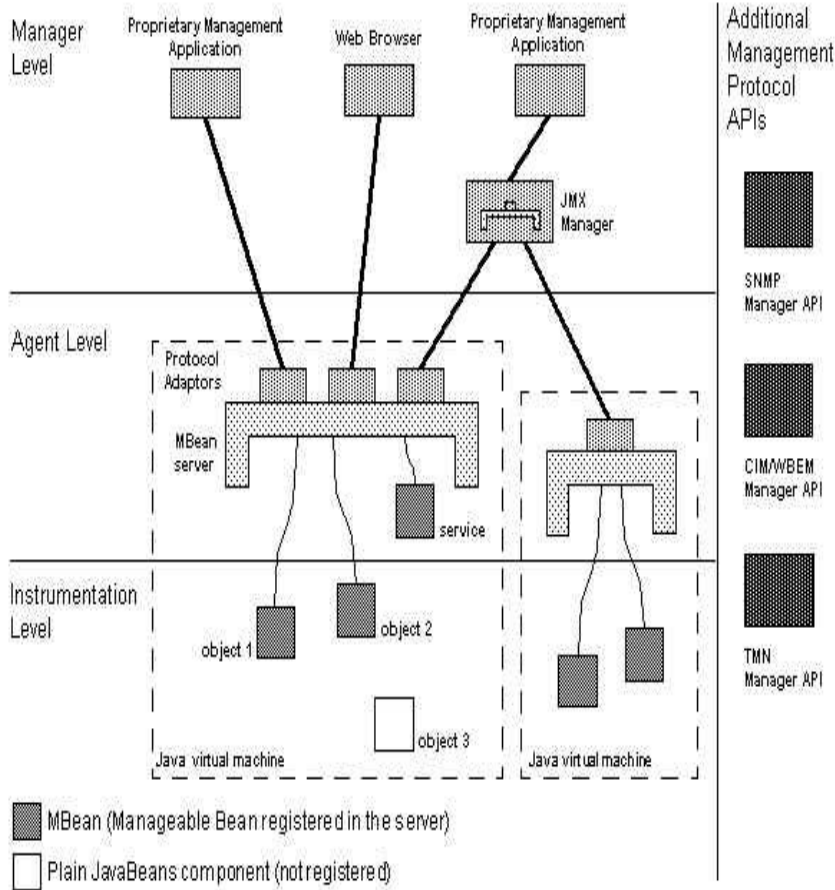 Manager
Level
Proprietary Management
Application
Web Browser
Proprietary Management
Application
JMX
Manager
Agent Level
Protocol
Adaptors
MBean
server
service
Instrumentation
Level
object 1
object 2
object 3
Java virtual machine
Java virtual machine
MBean (Manageable Bean registered in the server)
Plain JavaBeans component (not registered)
Additional
Management
Protocol
APIs
SNMP
Manager API
CIM/WBEM
Manager API
TMN
Manager API